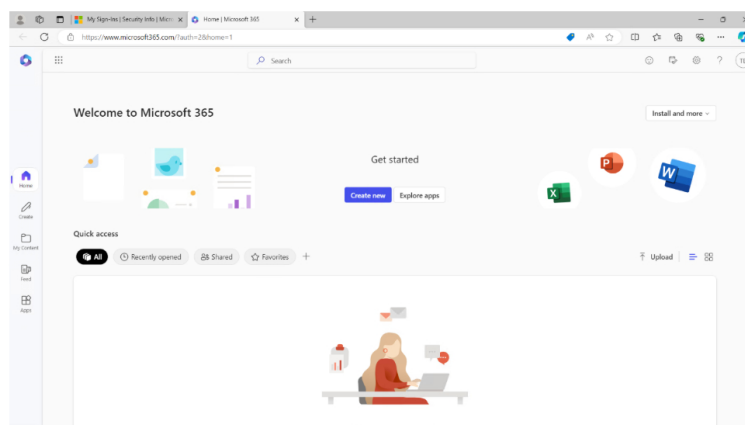 My Sign-Ins | Security Info | Micro
Home | Microsoft 365
https://www.microsoft365.com/?auth=2&home=1
Search
Welcome to Microsoft 365
Install and more
Get started
Create new
Explore apps
Home
Create
My Content
Feed
Apps
Quick access
All
Recently opened
Shared
Favorites
Upload
P
W
X